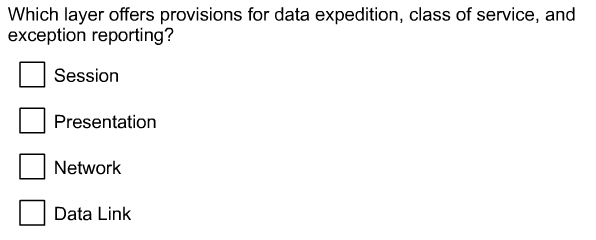 Which layer offers provisions for data expedition, class of service, and
exception reporting?
Session
Presentation
Network
Data Link